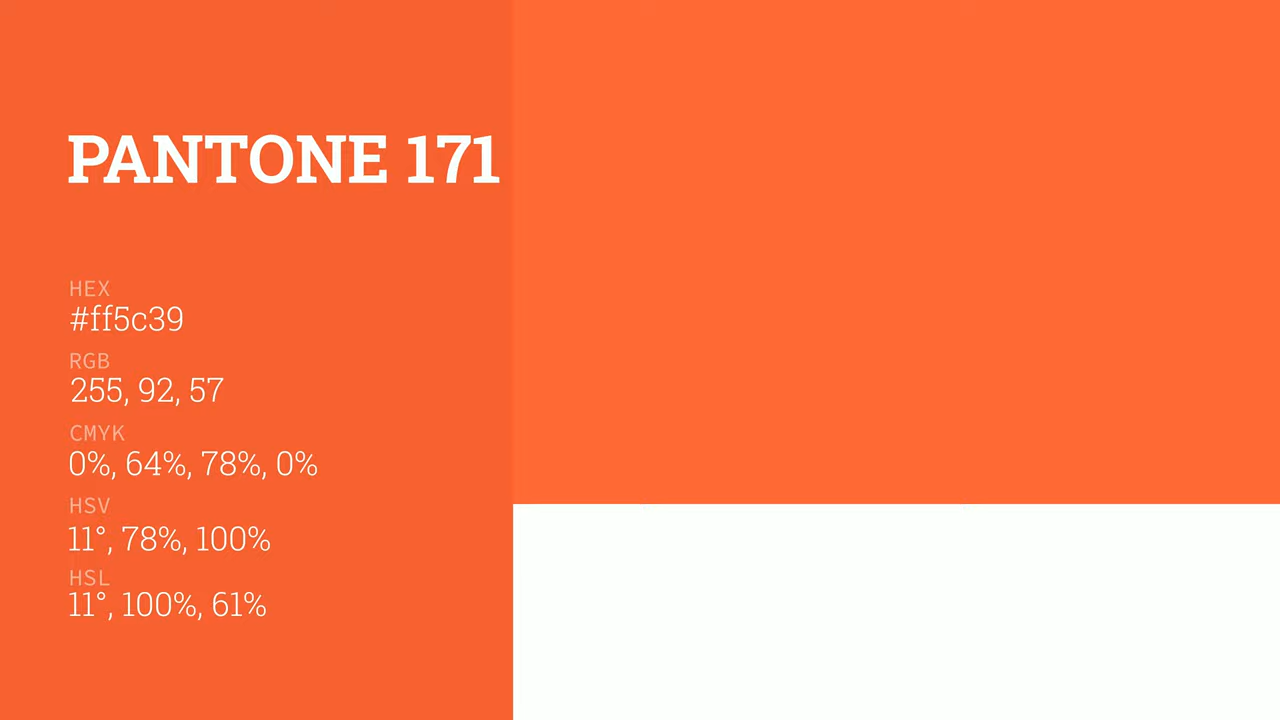 PANTONE 171
HEX
#ff5c39
RGB
255, 92, 57
CMYK
0%, 64%, 78%, 0%
HSV
11°, 78%, 100%
HSL
11°, 100%, 61%